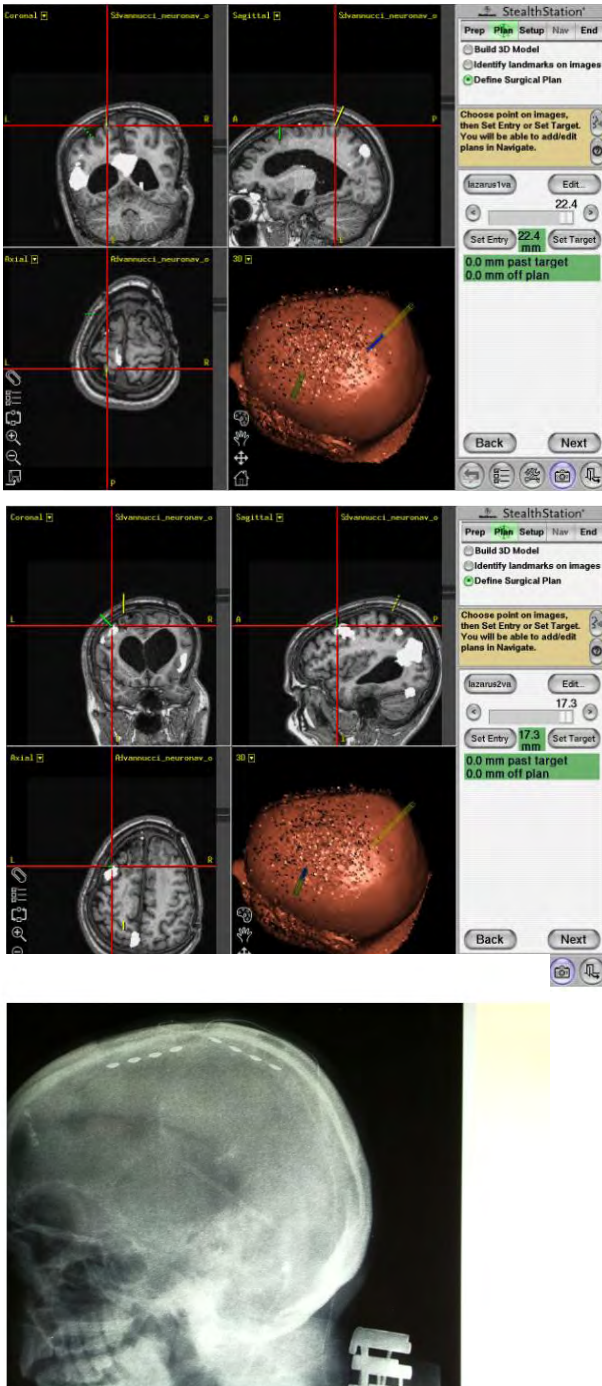 Coronal
Sdvannucci_neuronav_o
Sagittal
Sdvannucci_neuronav_o
L
R
A
P
I
Axial
Advannucci_neuronav_o
3D
L
R
P
StealthStation
Prep Plan Setup Nav End
Build 3D Model
Identify landmarks on images
Define Surgical Plan
Choose point on images,
then Set Entry or Set Target.
You will be able to add/edit
plans in Navigate.
lazarus1va
Edit...
22.4
Set Entry 22.4 mm Set Target
0.0 mm past target
0.0 mm off plan
Back Next
Coronal
Sdvannucci_neuronav_o
Sagittal
Sdvannucci_neuronav_o
L
R
A
P
Axial
Advannucci_neuronav_o
3D
L
R
StealthStation
Prep Plan Setup Nav End
Build 3D Model
Identify landmarks on images
Define Surgical Plan
Choose point on images,
then Set Entry or Set Target.
You will be able to add/edit
plans in Navigate.
lazarus2va
Edit...
17.3
Set Entry 17.3 mm Set Target
0.0 mm past target
0.0 mm off plan
Back Next